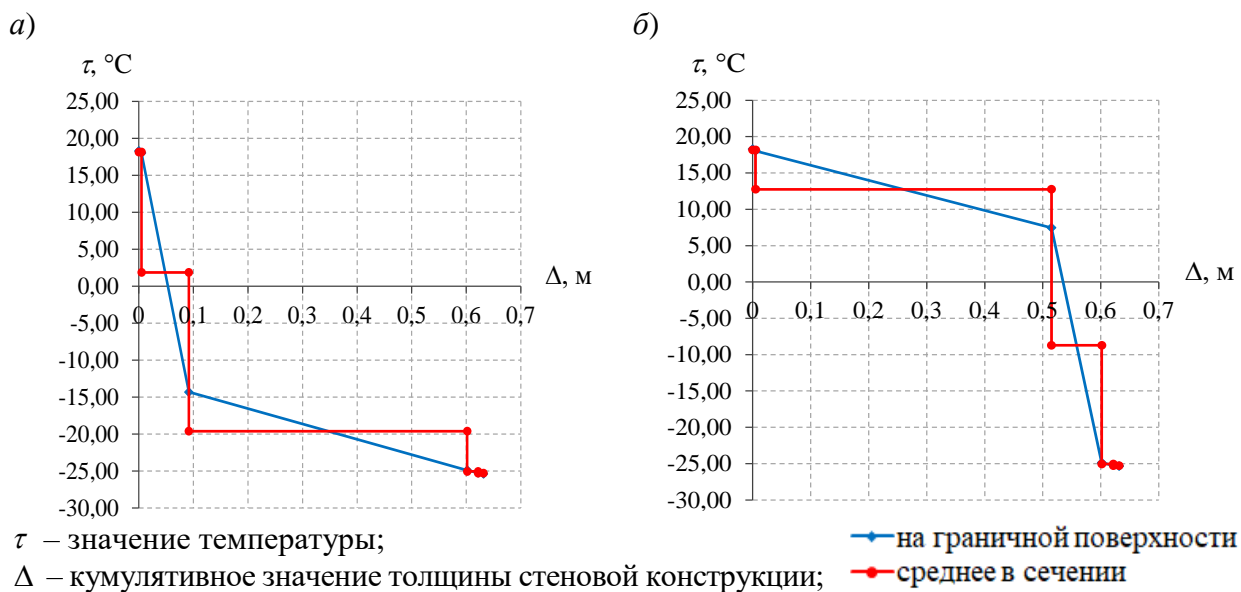 а)
τ, °С
25,00
20,00
15,00
10,00
5,00
0,00
-5,00
-10,00
-15,00
-20,00
-25,00
-30,00
0 0,1 0,2 0,3 0,4 0,5 0,6 0,7
Δ, м
б)
τ, °С
25,00
20,00
15,00
10,00
5,00
0,00
-5,00
-10,00
-15,00
-20,00
-25,00
-30,00
0 0,1 0,2 0,3 0,4 0,5 0,6 0,7
Δ, м
τ – значение температуры;
Δ – кумулятивное значение толщины стеновой конструкции;
на граничной поверхности
среднее в сечении